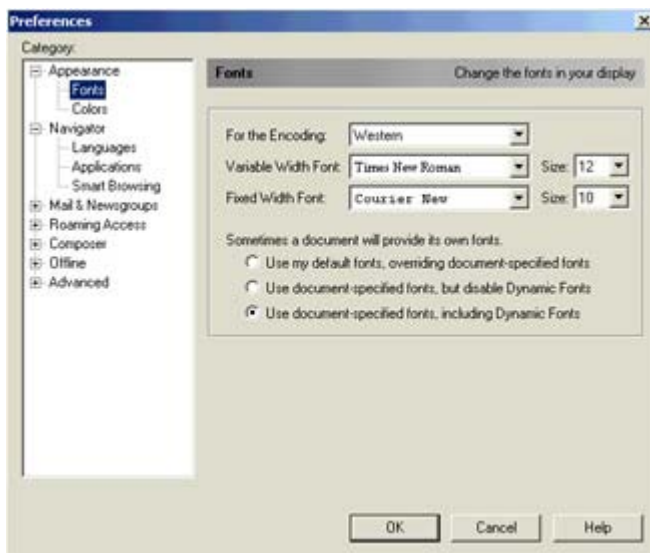 Preferences
Category:
Appearance
Fonts
Colors
Navigator
Languages
Applications
Smart Browsing
Mail & Newsgroups
Roaming Access
Composer
Offline
Advanced
Fonts Change the fonts in your display
For the Encoding: Western
Variable Width Font: Times New Roman Size: 12
Fixed Width Font: Courier New Size: 10
Sometimes a document will provide its own fonts.
Use my default fonts, overriding document-specified fonts
Use document-specified fonts, but disable Dynamic Fonts
Use document-specified fonts, including Dynamic Fonts
OK Cancel Help